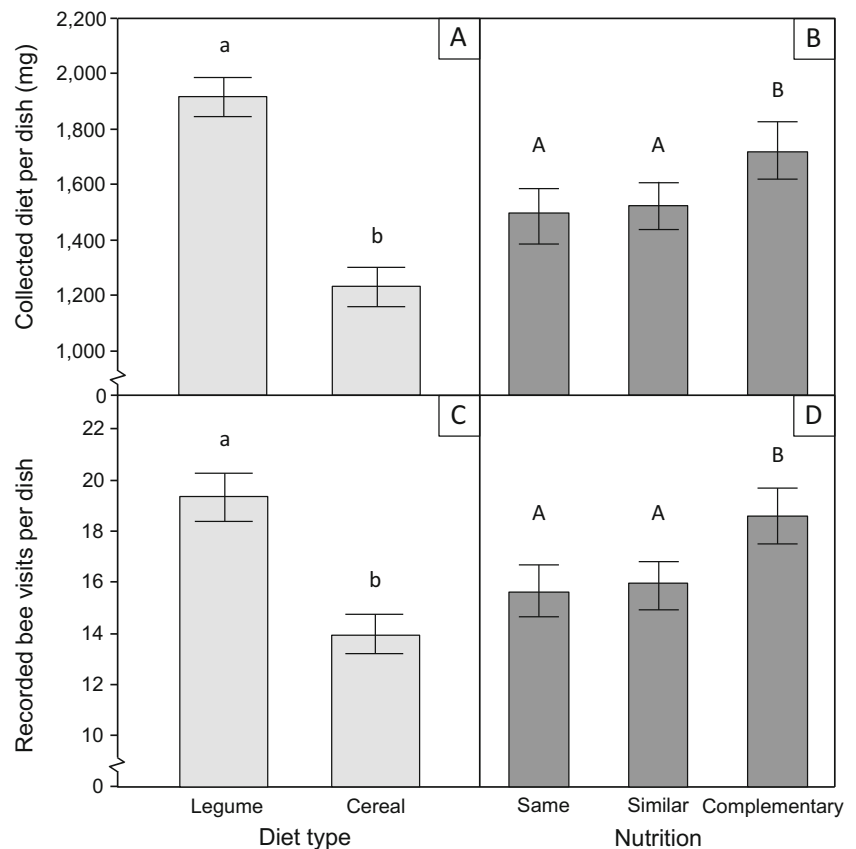 2,200
2,000
1,800
1,600
1,400
1,200
1,000
0
Collected diet per dish (mg)
A
a
b
B
A
A
B
22
20
18
16
14
12
10
0
Recorded bee visits per dish
C
a
b
D
A
A
B
Legume Cereal Same Similar Complementary
Diet type Nutrition